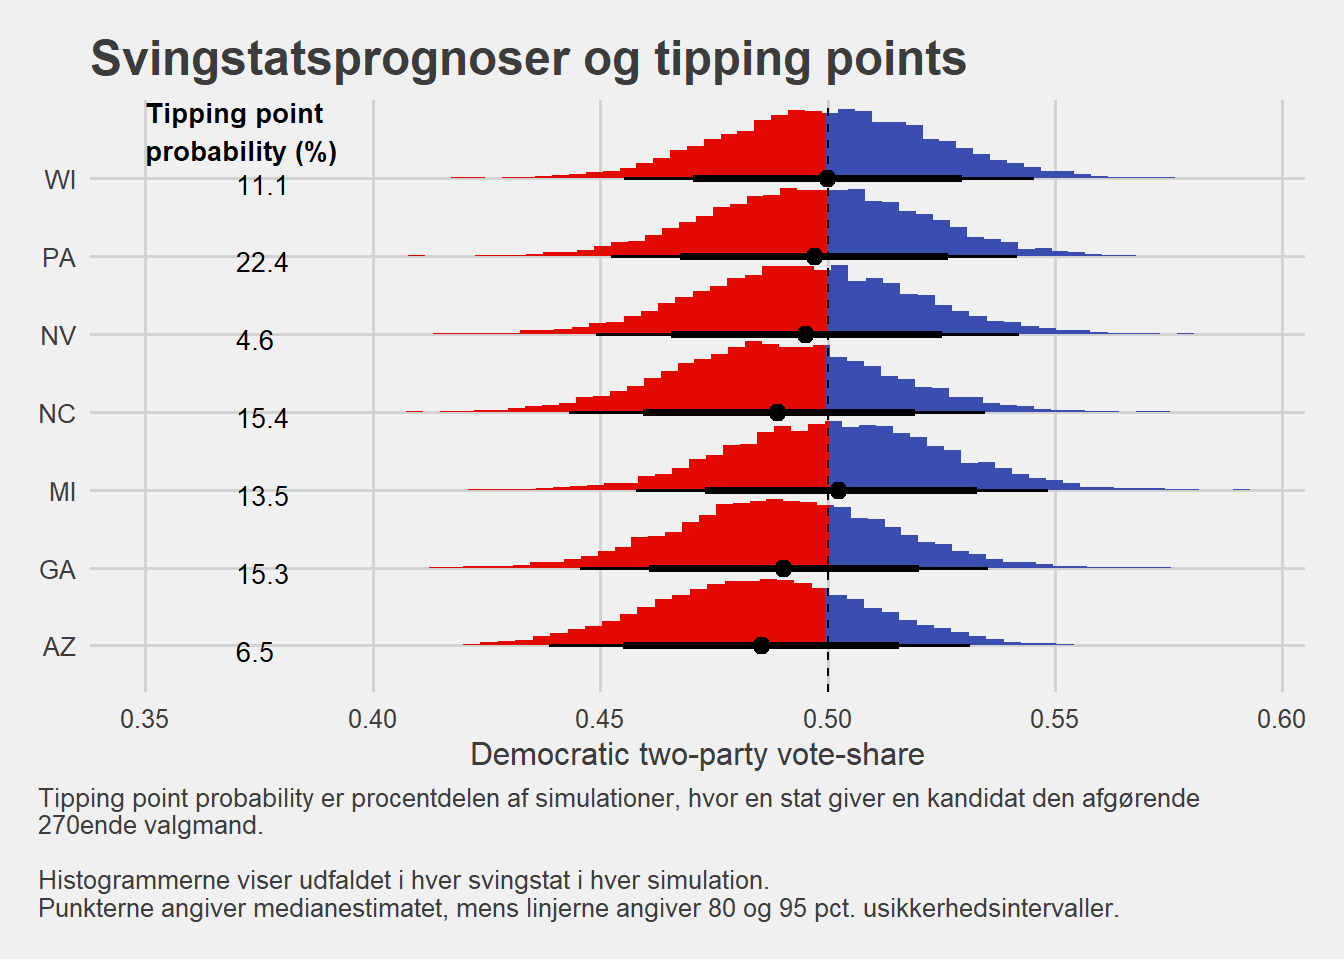 Svingstatsprognoser og tipping points
Tipping point
probability (%)
WI 11.1
PA 22.4
NV 4.6
NC 15.4
MI 13.5
GA 15.3
AZ 6.5
0.35 0.40 0.45 0.50 0.55 0.60
Democratic two-party vote-share
Tipping point probability er procentdelen af simulationer, hvor en stat giver en kandidat den afgørende
270ende valgmand.
Histogrammerne viser udfaldet i hver svingstat i hver simulation.
Punkterne angiver medianestimatet, mens linjerne angiver 80 og 95 pct. usikkerhedsintervaller.